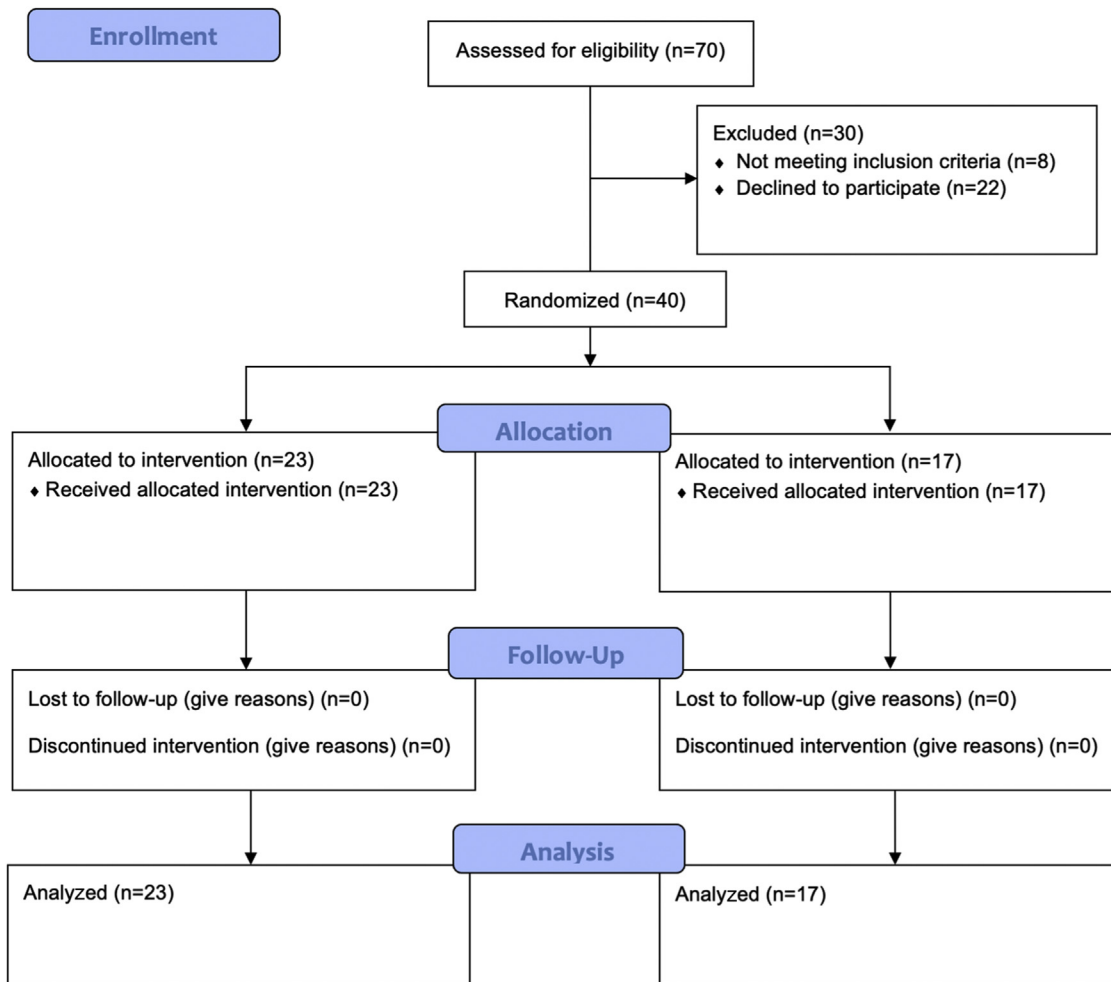 Enrollment
Assessed for eligibility (n=70)
Excluded (n=30)
♦ Not meeting inclusion criteria (n=8)
♦ Declined to participate (n=22)
Randomized (n=40)
Allocation
Allocated to intervention (n=23)
♦ Received allocated intervention (n=23)
Allocated to intervention (n=17)
♦ Received allocated intervention (n=17)
Follow-Up
Lost to follow-up (give reasons) (n=0)
Discontinued intervention (give reasons) (n=0)
Lost to follow-up (give reasons) (n=0)
Discontinued intervention (give reasons) (n=0)
Analysis
Analyzed (n=23)
Analyzed (n=17)